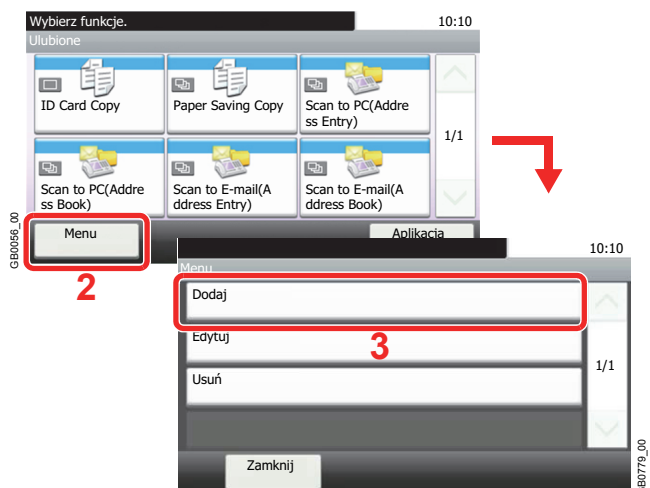 Wybierz funkcje.
10:10
Ulubione
ID Card Copy
Paper Saving Copy
Scan to PC(Addre
ss Entry)
1/1
Scan to PC(Addre
ss Book)
Scan to E-mail(A
ddress Entry)
Scan to E-mail(A
ddress Book)
Menu
Aplikacja
GB0056_00
2
10:10
Menu
Dodaj
3
Edytuj
1/1
Usuń
Zamknij
GB0779_00